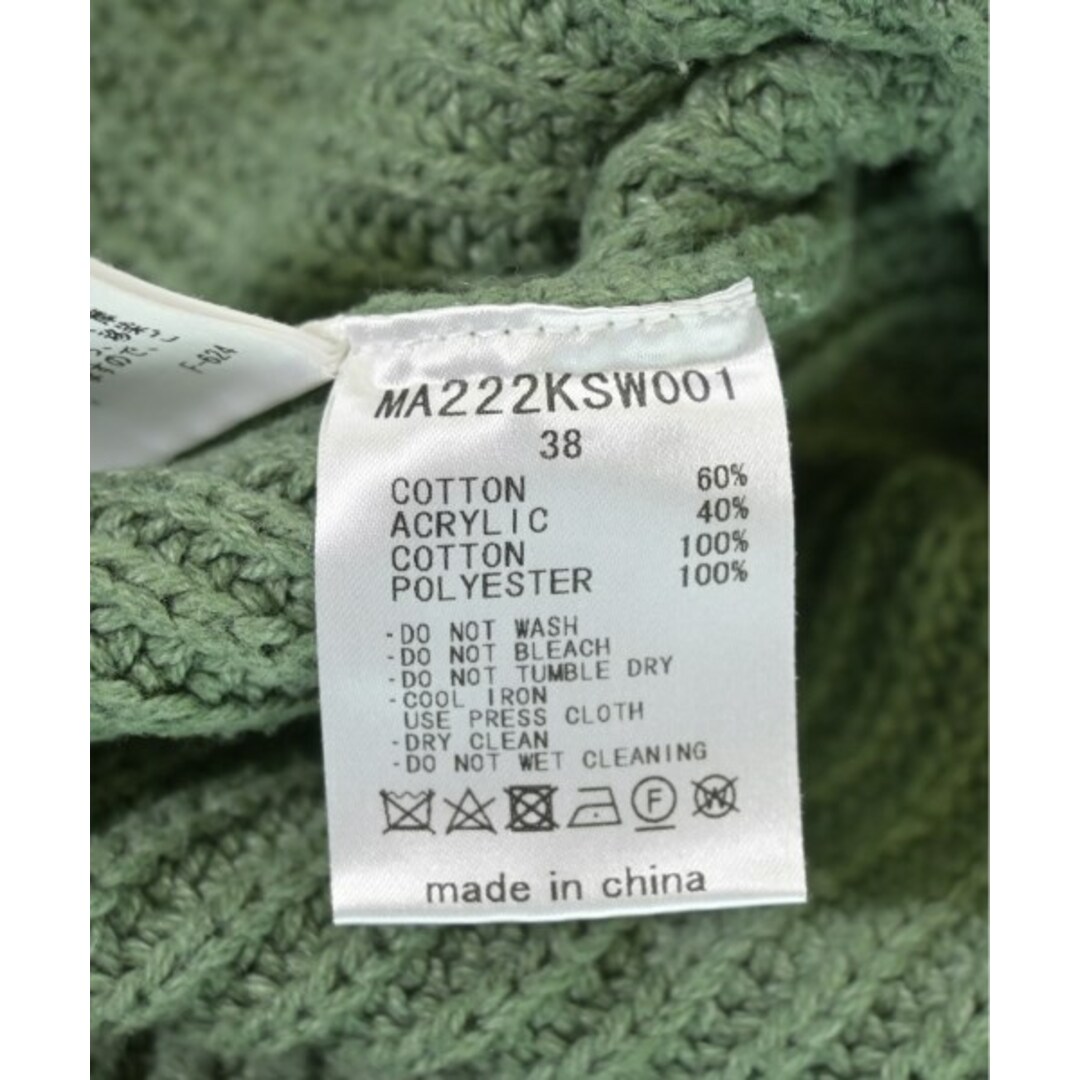 F-624
MA222KSW001
38
COTTON 60%
ACRYLIC 40%
COTTON 100%
POLYESTER 100%
-DO NOT WASH
-DO NOT BLEACH
-DO NOT TUMBLE DRY
-COOL IRON
USE PRESS CLOTH
-DRY CLEAN
-DO NOT WET CLEANING
F W
made in china